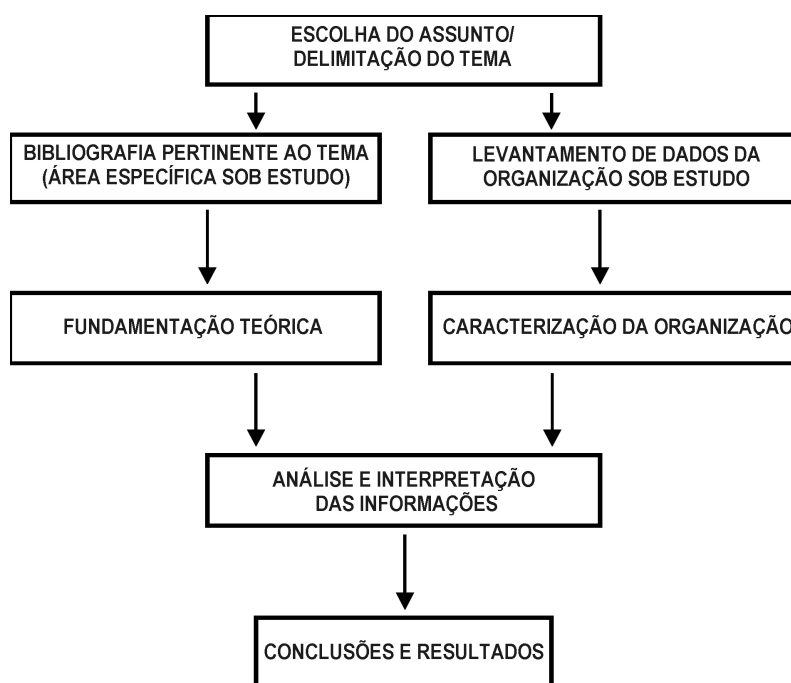 ESCOLHA DO ASSUNTO/
DELIMITAÇÃO DO TEMA
BIBLIOGRAFIA PERTINENTE AO TEMA
(ÁREA ESPECÍFICA SOB ESTUDO)
LEVANTAMENTO DE DADOS DA
ORGANIZAÇÃO SOB ESTUDO
FUNDAMENTAÇÃO TEÓRICA
CARACTERIZAÇÃO DA ORGANIZAÇÃO
ANÁLISE E INTERPRETAÇÃO
DAS INFORMAÇÕES
CONCLUSÕES E RESULTADOS